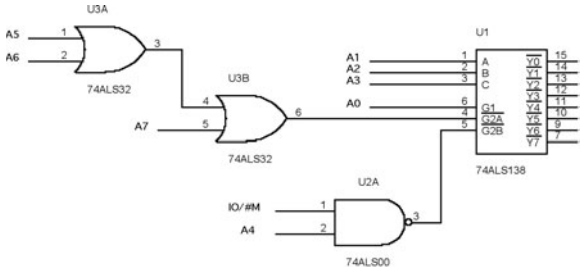 U3A
A5 1
A6 2
3
74ALS32
U3B
4
A7 5
6
74ALS32
U1
A1 1 A Y0 15
A2 2 B Y1 14
A3 3 C Y2 13
Y3 12
A0 6 G1 Y4 11
4 G2A Y5 10
5 G2B Y6 9
Y7 7
74ALS138
U2A
IO/#M 1
A4 2
3
74ALS00